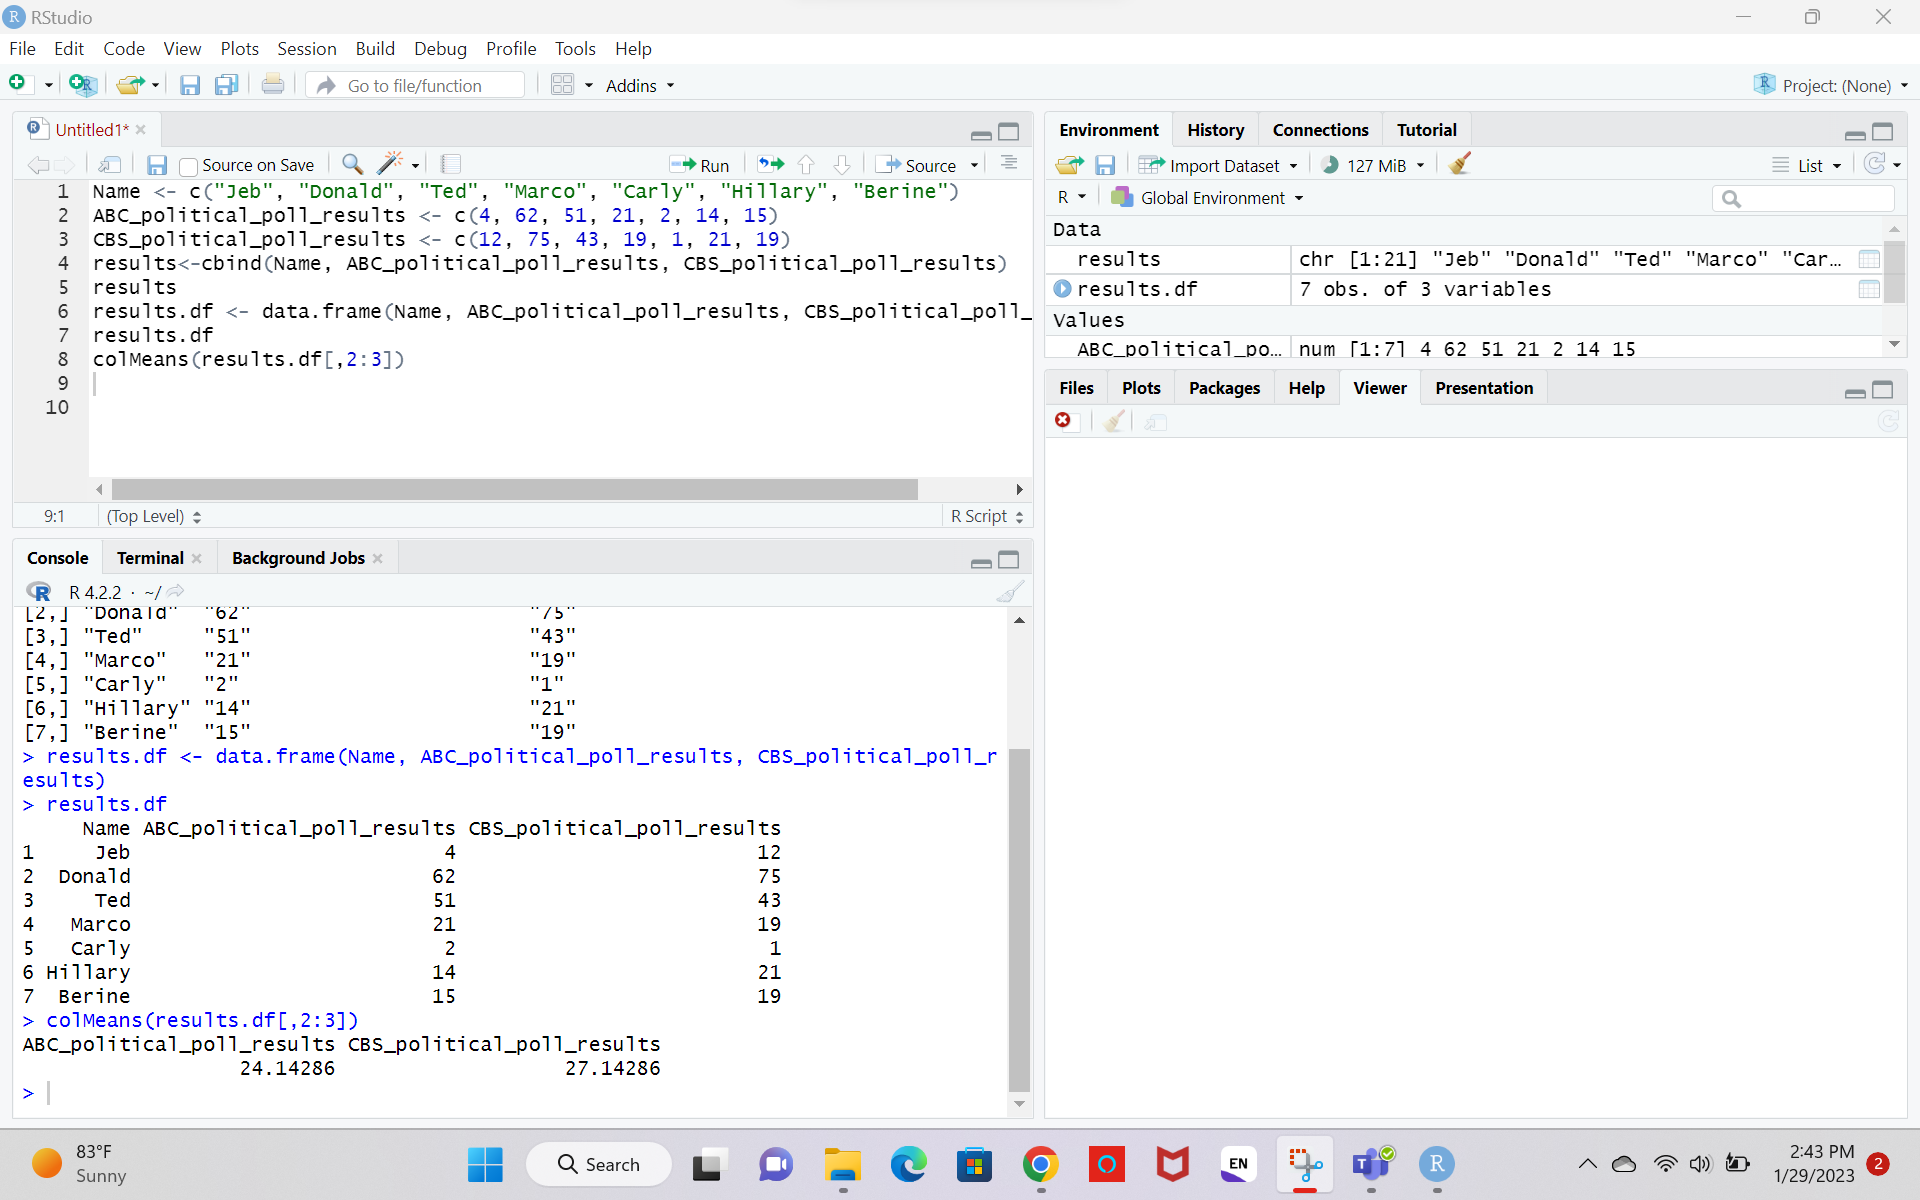 RStudio
File Edit Code View Plots Session Build Debug Profile Tools Help
Go to file/function Addins Project: (None)
Untitled1*
Source on Save Run Source
1 Name <- c("Jeb", "Donald", "Ted", "Marco", "Carly", "Hillary", "Berine")
2 ABC_political_poll_results <- c(4, 62, 51, 21, 2, 14, 15)
3 CBS_political_poll_results <- c(12, 75, 43, 19, 1, 21, 19)
4 results<-cbind(Name, ABC_political_poll_results, CBS_political_poll_results)
5 results
6 results.df <- data.frame(Name, ABC_political_poll_results, CBS_political_poll_
7 results.df
8 colMeans(results.df[,2:3])
9
10
9:1 (Top Level) R Script
Console Terminal Background Jobs
R 4.2.2 · ~/
[2,] "Donald" "62" "75"
[3,] "Ted" "51" "43"
[4,] "Marco" "21" "19"
[5,] "Carly" "2" "1"
[6,] "Hillary" "14" "21"
[7,] "Berine" "15" "19"
> results.df <- data.frame(Name, ABC_political_poll_results, CBS_political_poll_r
esults)
> results.df
Name ABC_political_poll_results CBS_political_poll_results
1 Jeb 4 12
2 Donald 62 75
3 Ted 51 43
4 Marco 21 19
5 Carly 2 1
6 Hillary 14 21
7 Berine 15 19
> colMeans(results.df[,2:3])
ABC_political_poll_results CBS_political_poll_results
24.14286 27.14286
>
Environment History Connections Tutorial
Import Dataset 127 MiB List
R Global Environment
Data
results chr [1:21] "Jeb" "Donald" "Ted" "Marco" "Car...
results.df 7 obs. of 3 variables
Values
ABC_political_po... num [1:7] 4 62 51 21 2 14 15
Files Plots Packages Help Viewer Presentation
83°F
Sunny
Search
EN
2:43 PM
1/29/2023
2